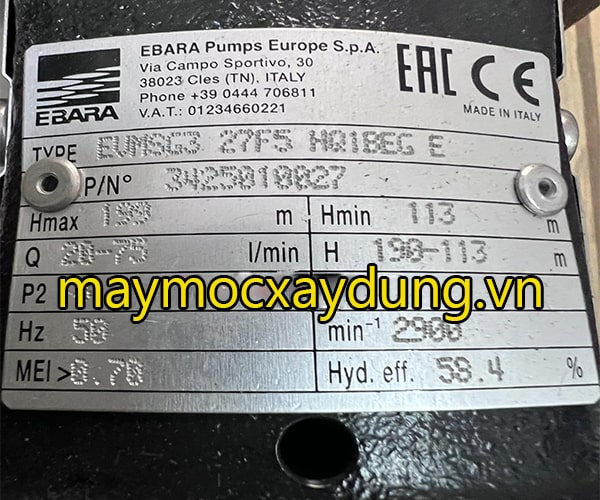 EBARA Pumps Europe S.p.A.
Via Campo Sportivo, 30
38023 Cles (TN), ITALY
Phone +39 0444 706811
V.A.T.: 01234660221
EBARA
EAC CE
MADE IN ITALY
TYPE EVMSG3 27F5 HQ1BEG E
P/N° 3425010027
Hmax 199 m Hmin 113 m
Q 20-75 l/min H 190-113 m
P2
maymocxaydung.vn
Hz 50 min⁻¹ 2900
MEI > 0.70 Hyd. eff. 58.4 %